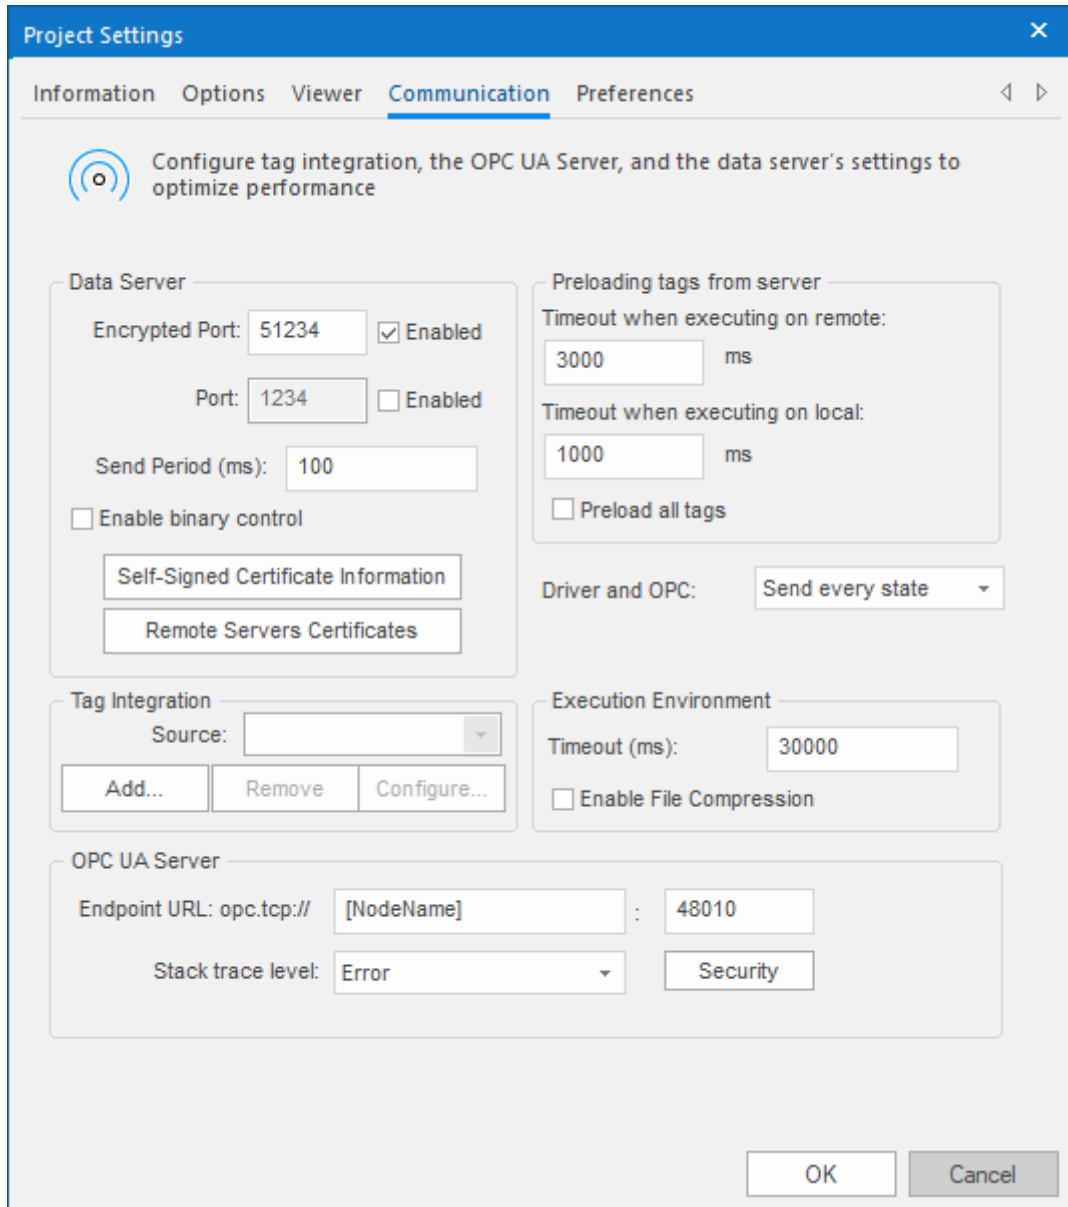 Project Settings
Information Options Viewer Communication Preferences
Configure tag integration, the OPC UA Server, and the data server's settings to
optimize performance
Data Server
Encrypted Port: 51234 Enabled
Port: 1234 Enabled
Send Period (ms): 100
Enable binary control
Self-Signed Certificate Information
Remote Servers Certificates
Preloading tags from server
Timeout when executing on remote:
3000 ms
Timeout when executing on local:
1000 ms
Preload all tags
Driver and OPC: Send every state
Tag Integration
Source:
Add... Remove Configure...
Execution Environment
Timeout (ms): 30000
Enable File Compression
OPC UA Server
Endpoint URL: opc.tcp:// [NodeName] : 48010
Stack trace level: Error Security
OK Cancel